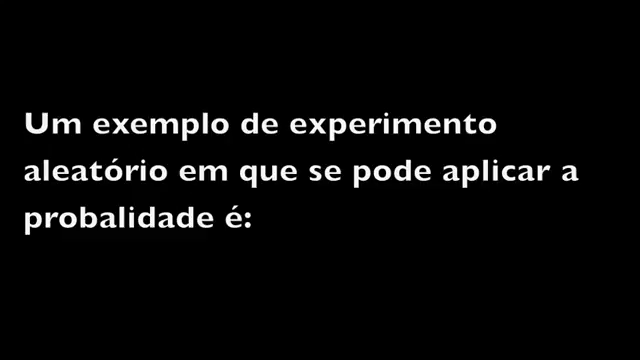 Um exemplo de experimento
aleatório em que se pode aplicar a
probalidade é: